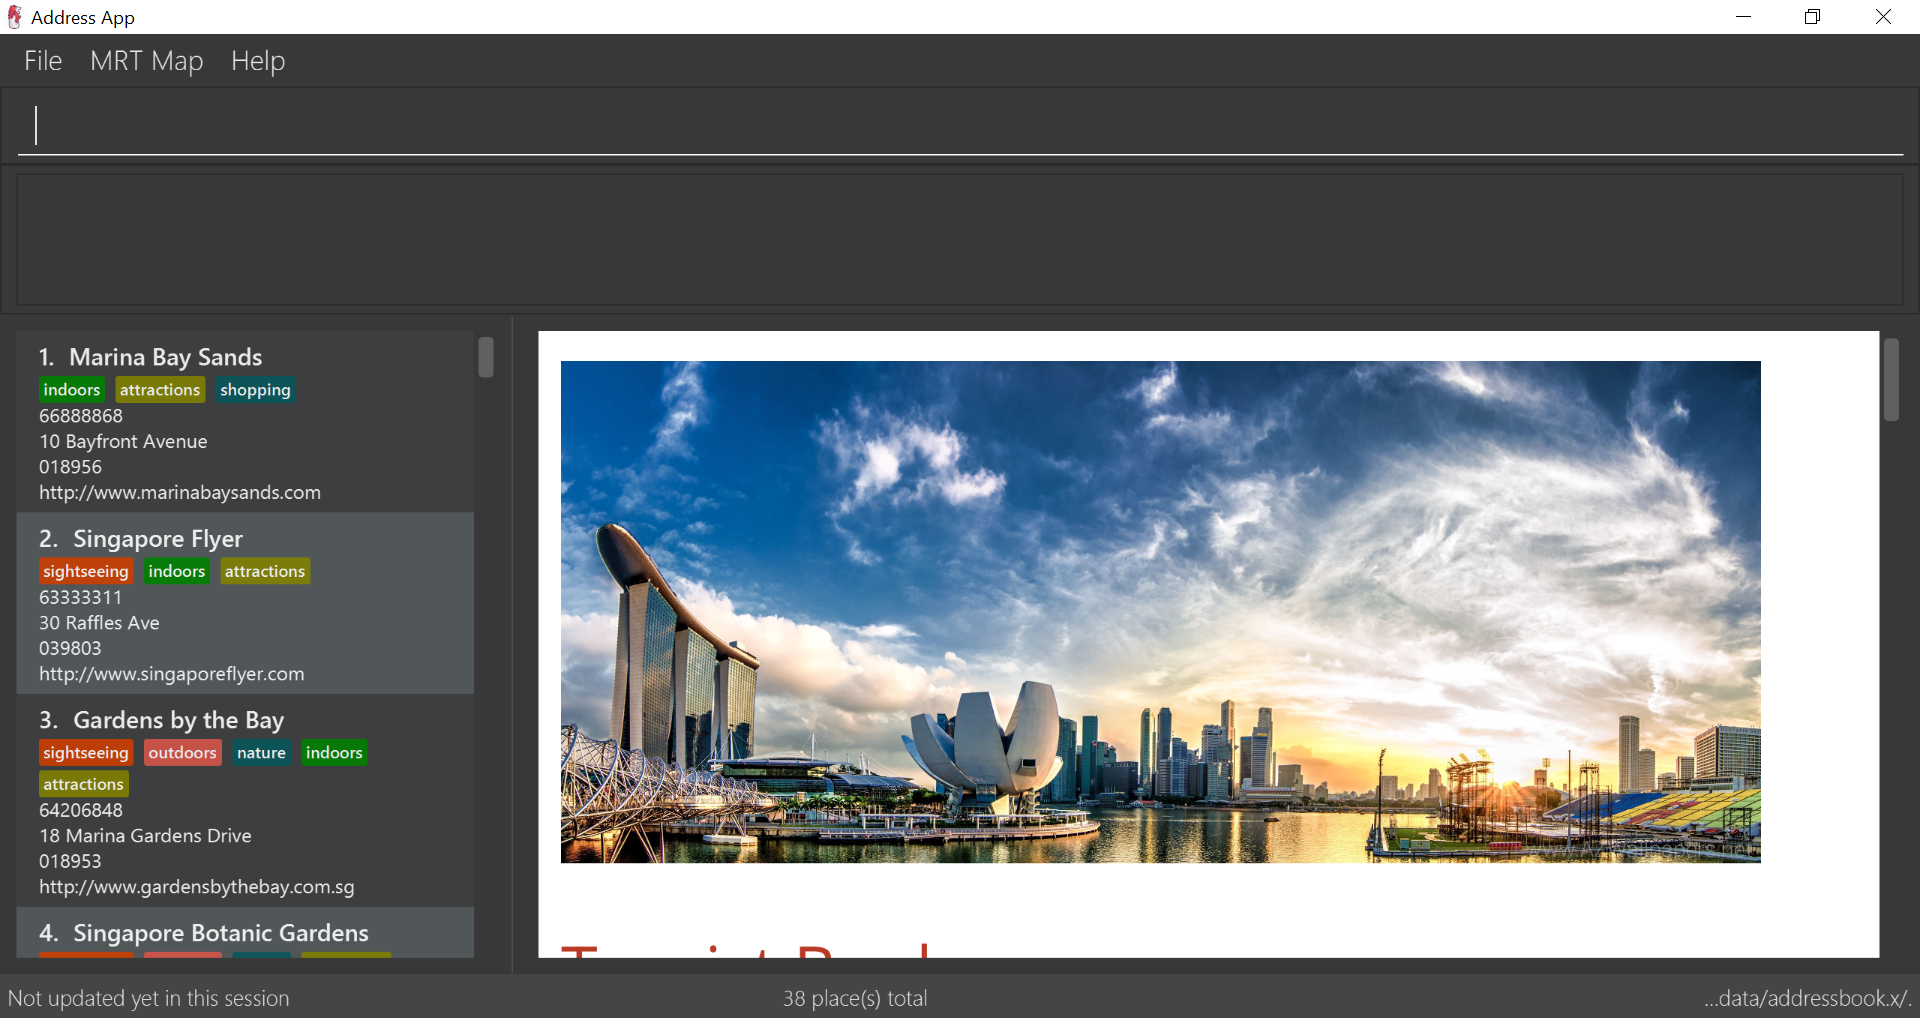 Address App
File MRT Map Help
1. Marina Bay Sands
indoors attractions shopping
66888868
10 Bayfront Avenue
018956
http://www.marinabaysands.com
2. Singapore Flyer
sightseeing indoors attractions
63333311
30 Raffles Ave
039803
http://www.singaporeflyer.com
3. Gardens by the Bay
sightseeing outdoors nature indoors
attractions
64206848
18 Marina Gardens Drive
018953
http://www.gardensbythebay.com.sg
4. Singapore Botanic Gardens
Not updated yet in this session
38 place(s) total
...data/addressbook.x/.